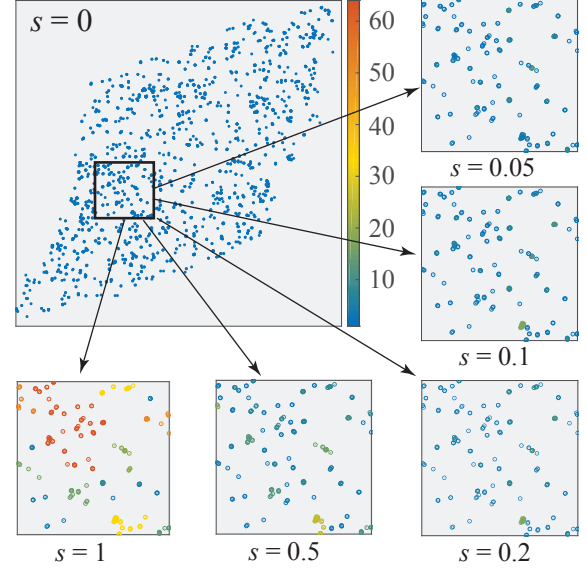 s = 0
60
50
40
30
20
10
s = 0.05
s = 0.1
s = 1
s = 0.5
s = 0.2